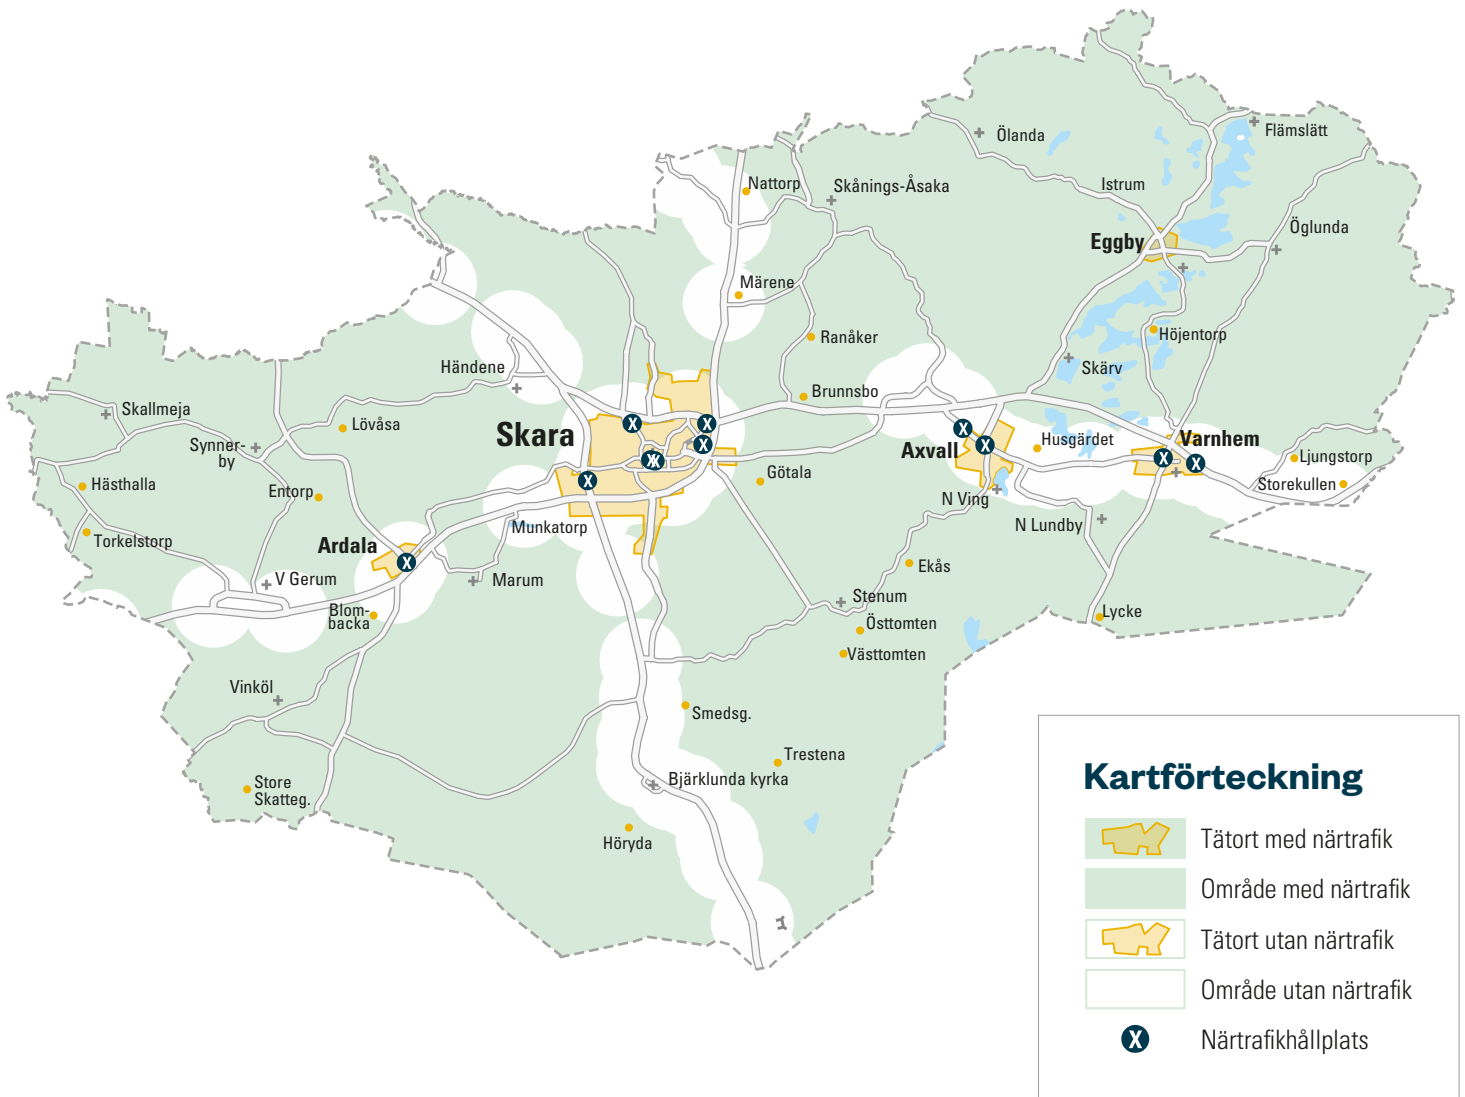 Flämslätt
Ölanda
Istrum
Nattorp
Skånings-Åsaka
Öglunda
Eggby
Märene
Höjentorp
Ranåker
Händene
Skärv
Brunnsbo
Skallmeja
Lövåsa
Skara
Synner-
by
Axvall
Husgärdet
Varnhem
Ljungstorp
Götala
Hästhalla
Entorp
Storekullen
N Ving
Munkatorp
N Lundby
Torkelstorp
Ardala
Ekås
V Gerum
Marum
Stenum
Blom-
backa
Lycke
Östtomten
Västtomten
Vinköl
Smedsg.
Trestena
Bjärklunda kyrka
Store
Skatteg.
Höryda
Kartförteckning
Tätort med närtrafik
Område med närtrafik
Tätort utan närtrafik
Område utan närtrafik
X Närtrafikhållplats